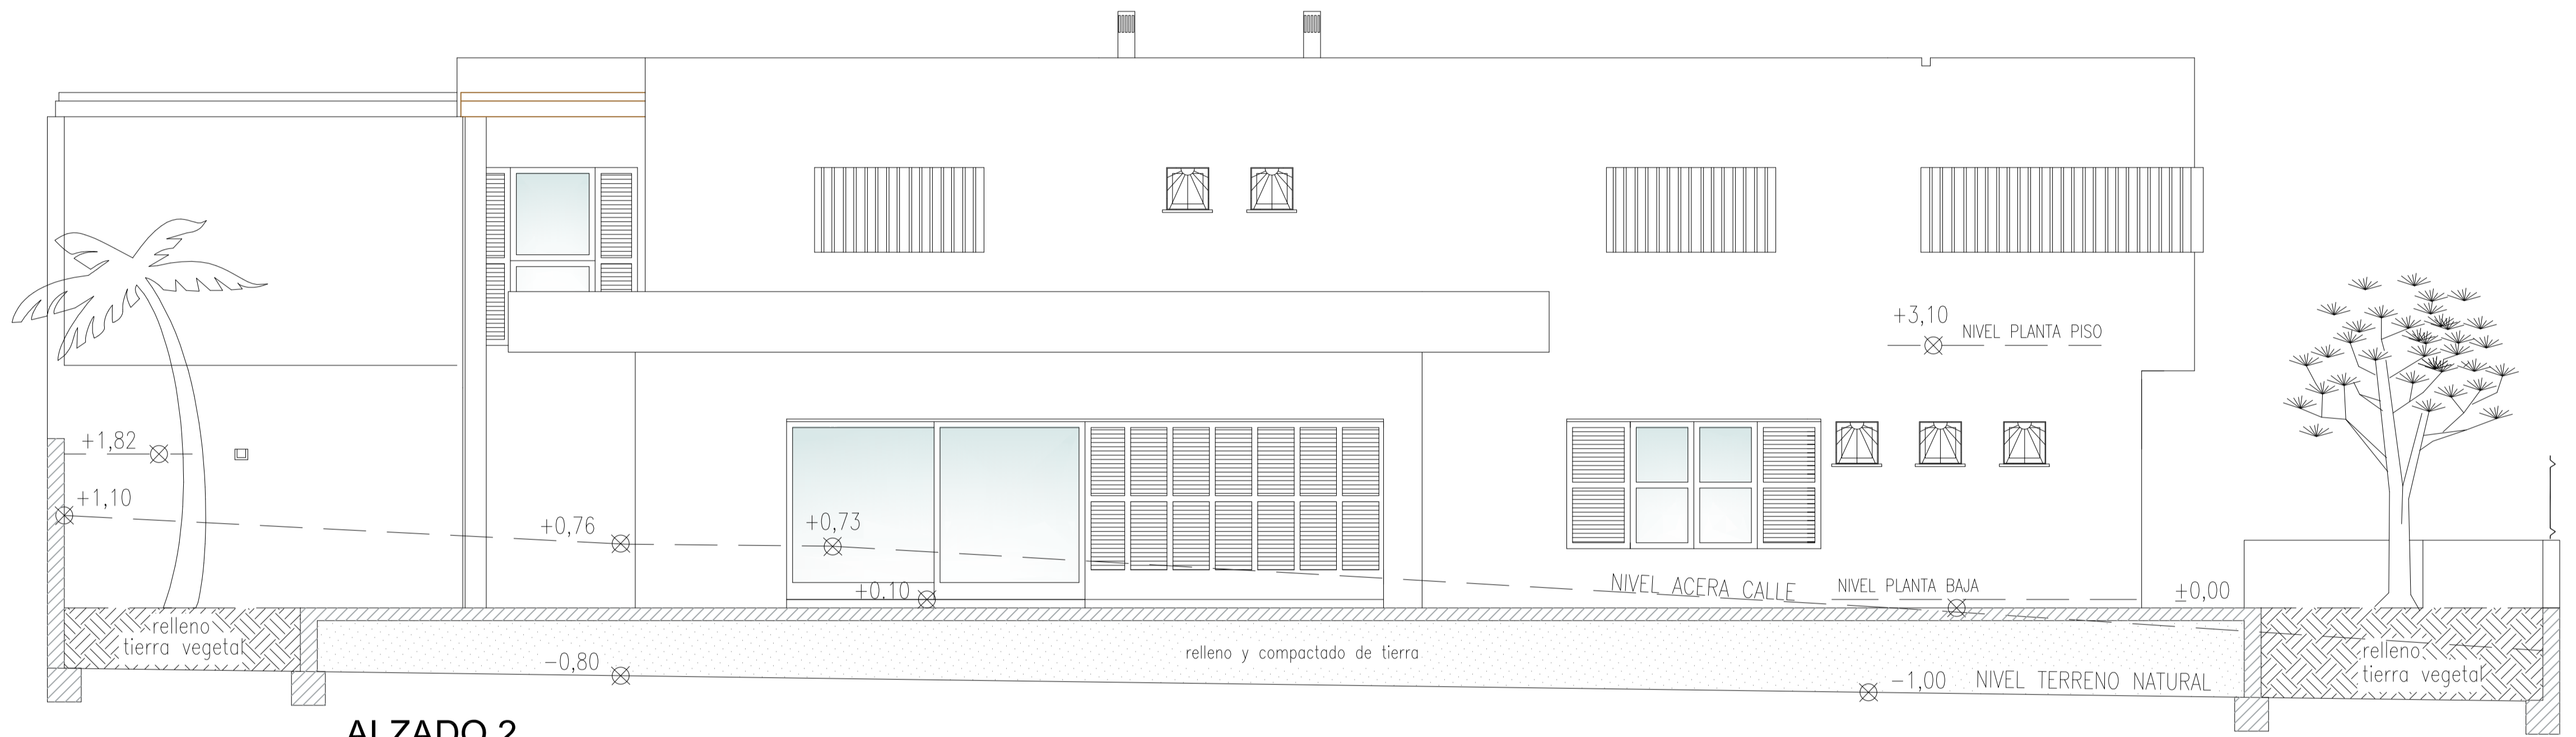 +3,10
NIVEL PLANTA PISO
+1,82
+1,10
+0,76
+0,73
+0.10
NIVEL ACERA CALLE
NIVEL PLANTA BAJA
±0,00
relleno
tierra vegetal
-0,80
relleno y compactado de tierra
-1,00
NIVEL TERRENO NATURAL
relleno
tierra vegetal
ALZADO 2